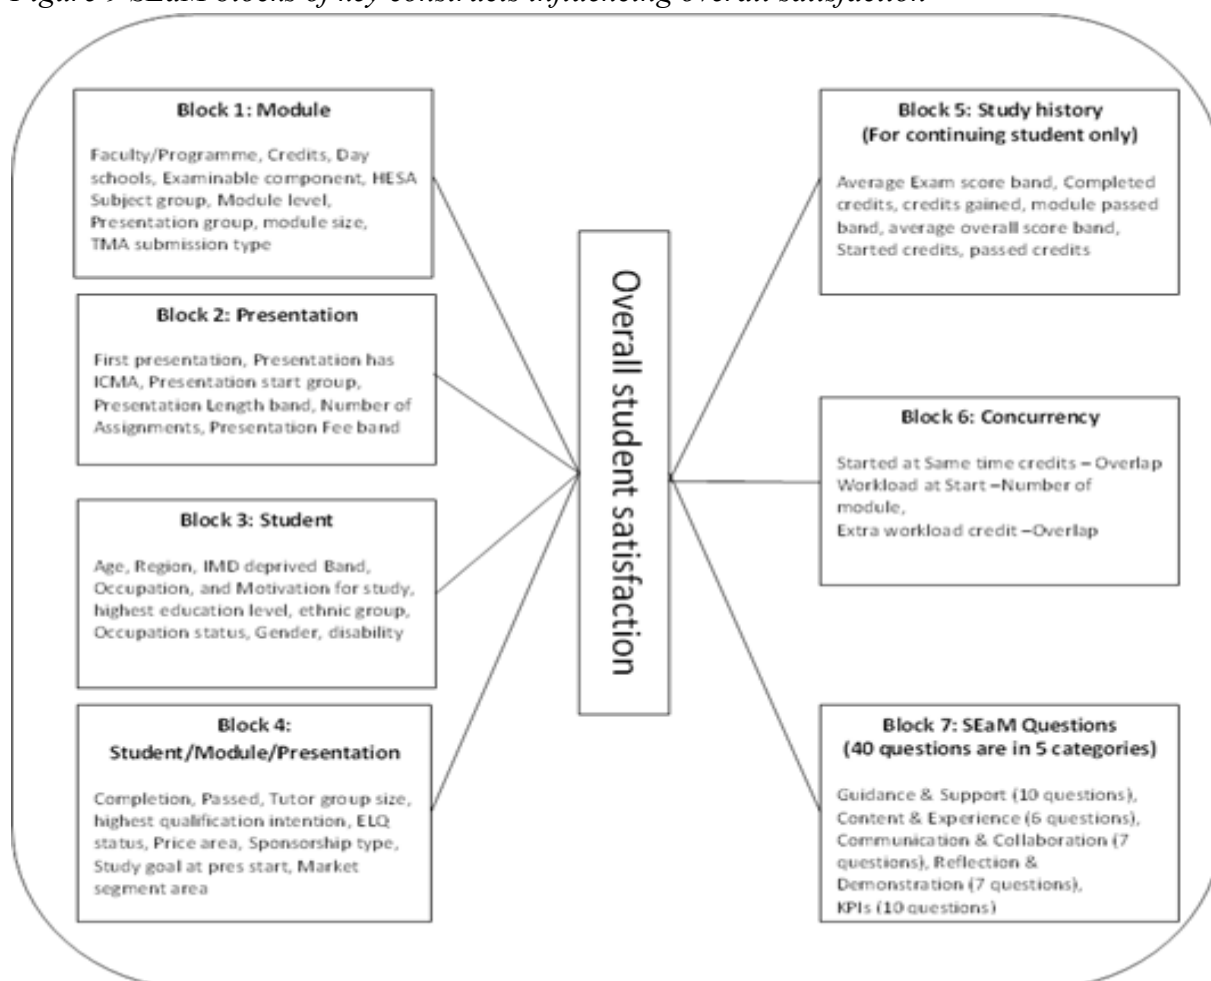 Figure 9 SEaM blocks of key constructs influencing overall satisfaction
Block 1: Module
Faculty/Programme, Credits, Day
schools, Examinable component, HESA
Subject group, Module level,
Presentation group, module size,
TMA submission type
Block 2: Presentation
First presentation, Presentation has
ICMA, Presentation start group,
Presentation Length band, Number of
Assignments, Presentation Fee band
Block 3: Student
Age, Region, IMD deprived Band,
Occupation, and Motivation for study,
highest education level, ethnic group,
Occupation status, Gender, disability
Block 4:
Student/Module/Presentation
Completion, Passed, Tutor group size,
highest qualification intention, ELQ
status, Price area, Sponsorship type,
Study goal at pres start, Market
segment area
Overall student satisfaction
Block 5: Study history
(For continuing student only)
Average Exam score band, Completed
credits, credits gained, module passed
band, average overall score band,
Started credits, passed credits
Block 6: Concurrency
Started at Same time credits – Overlap
Workload at Start –Number of
module,
Extra workload credit –Overlap
Block 7: SEaM Questions
(40 questions are in 5 categories)
Guidance & Support (10 questions),
Content & Experience (6 questions),
Communication & Collaboration (7
questions), Reflection &
Demonstration (7 questions),
KPIs (10 questions)